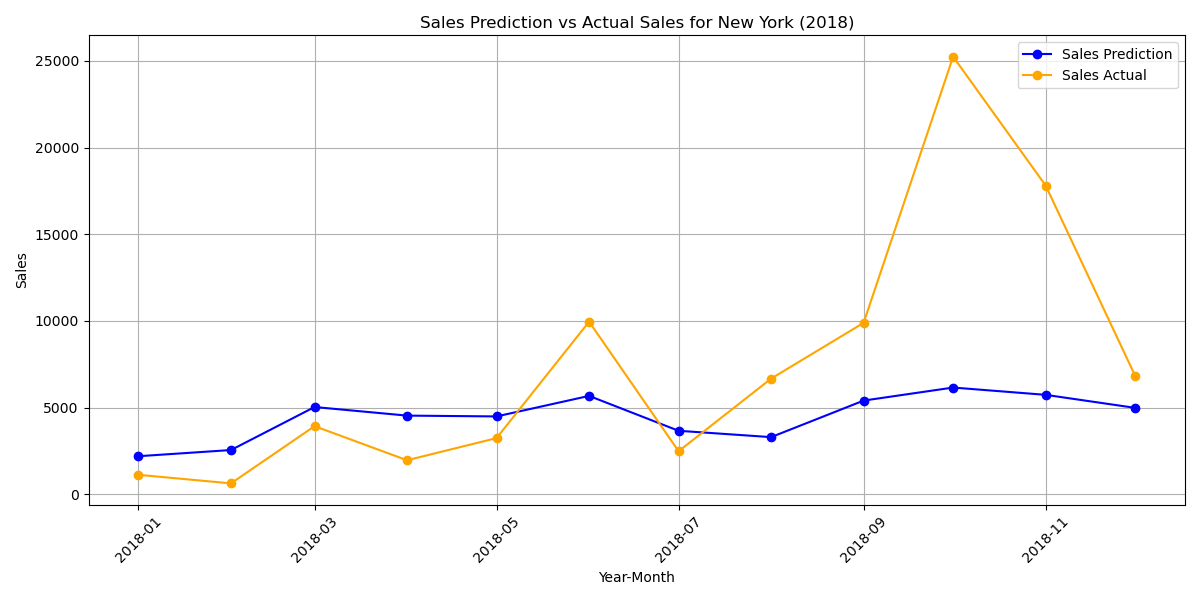 Sales Prediction vs Actual Sales for New York (2018)
Sales Prediction
Sales Actual
25000
20000
15000
10000
5000
0
Sales
2018-01
2018-03
2018-05
2018-07
2018-09
2018-11
Year-Month